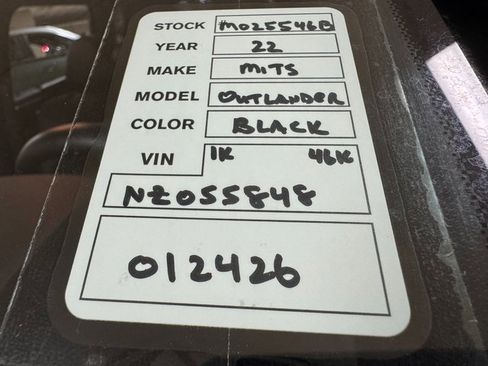 STOCK M025546B
YEAR 22
MAKE MITS
MODEL OUTLANDER
COLOR BLACK
VIN 1K 46K
NZ055848
012426